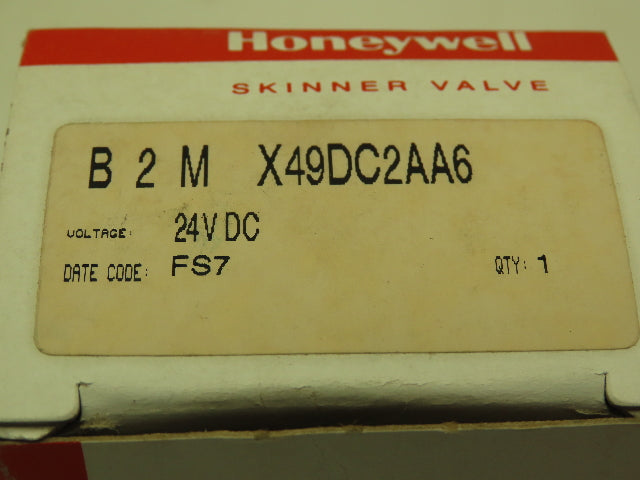 Honeywell
SKINNER VALVE
B 2 M X49DC2AA6
VOLTAGE: 24V DC
DATE CODE: FS7 QTY: 1